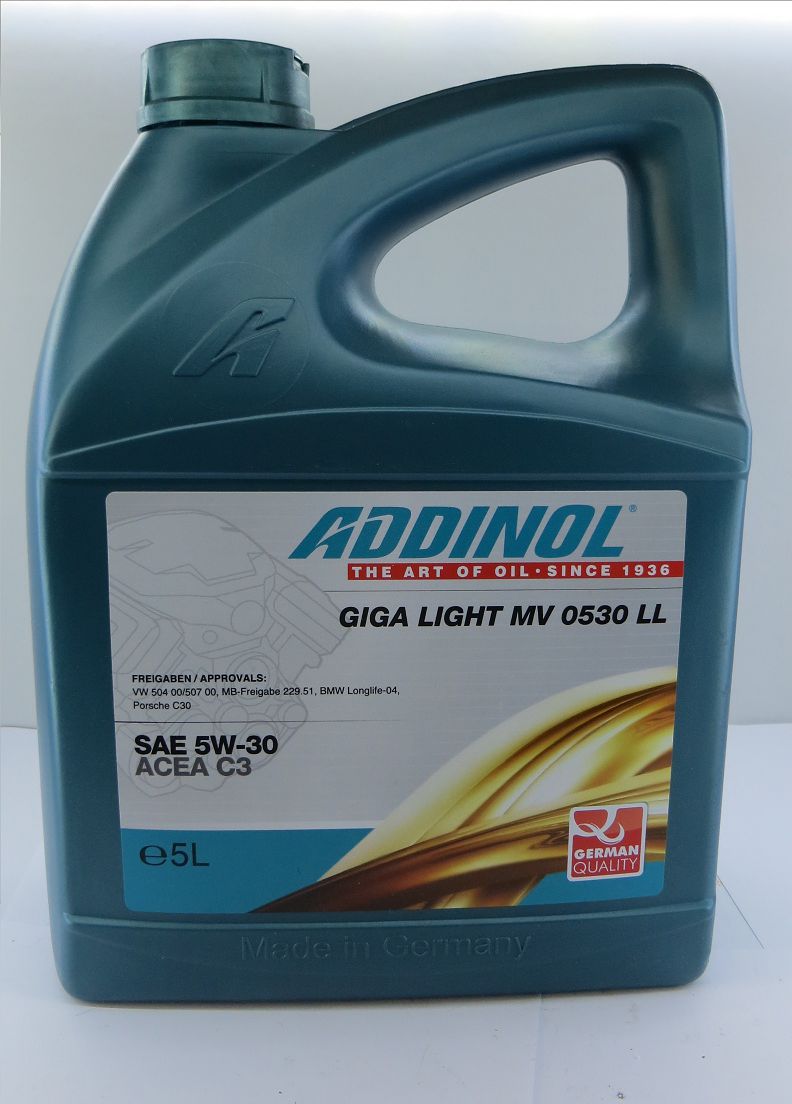 ADDINOL®
THE ART OF OIL · SINCE 1936
GIGA LIGHT MV 0530 LL
FREIGABEN / APPROVALS:
VW 504 00/507 00, MB-Freigabe 229.51, BMW Longlife-04,
Porsche C30
SAE 5W-30
ACEA C3
℮5L
GERMAN
QUALITY
Made in Germany